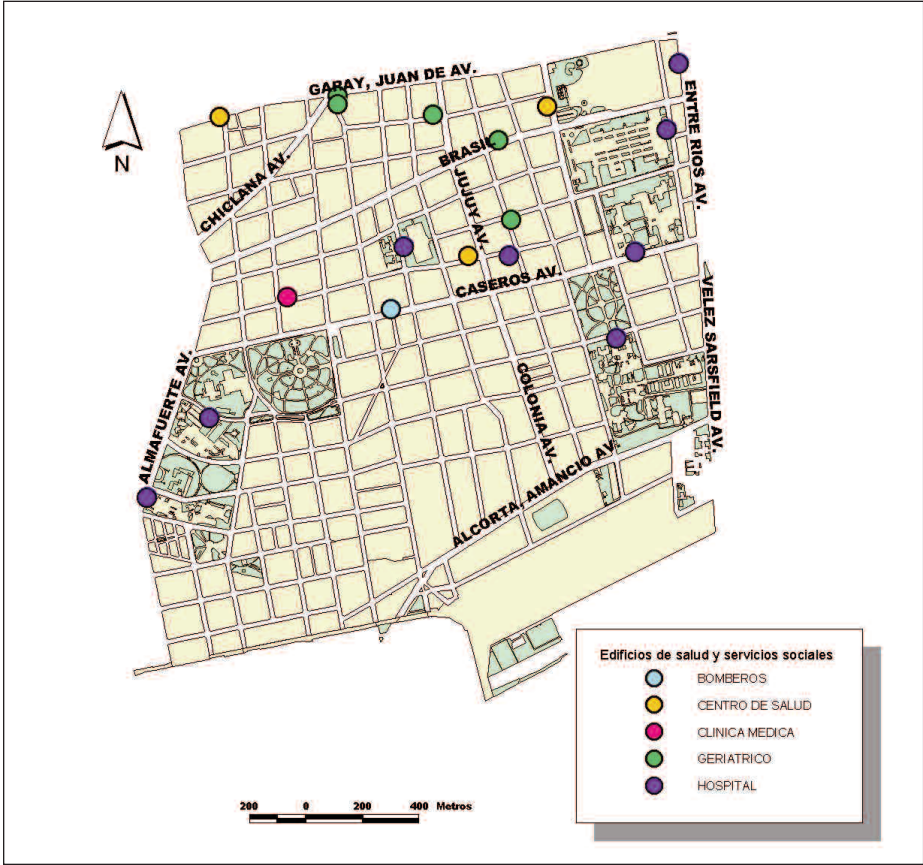 GARAY, JUAN DE AV.
ENTRE RIOS AV.
N
CHICLANA AV.
BRASIL
JUJUY AV.
CASEROS AV.
VELEZ SARSFIELD AV.
ALMAFUERTE AV.
COLONIA AV.
ALCORTA, AMANCIO AV.
Edificios de salud y servicios sociales
BOMBEROS
CENTRO DE SALUD
CLINICA MEDICA
GERIATRICO
HOSPITAL
200 0 200 400 Metros